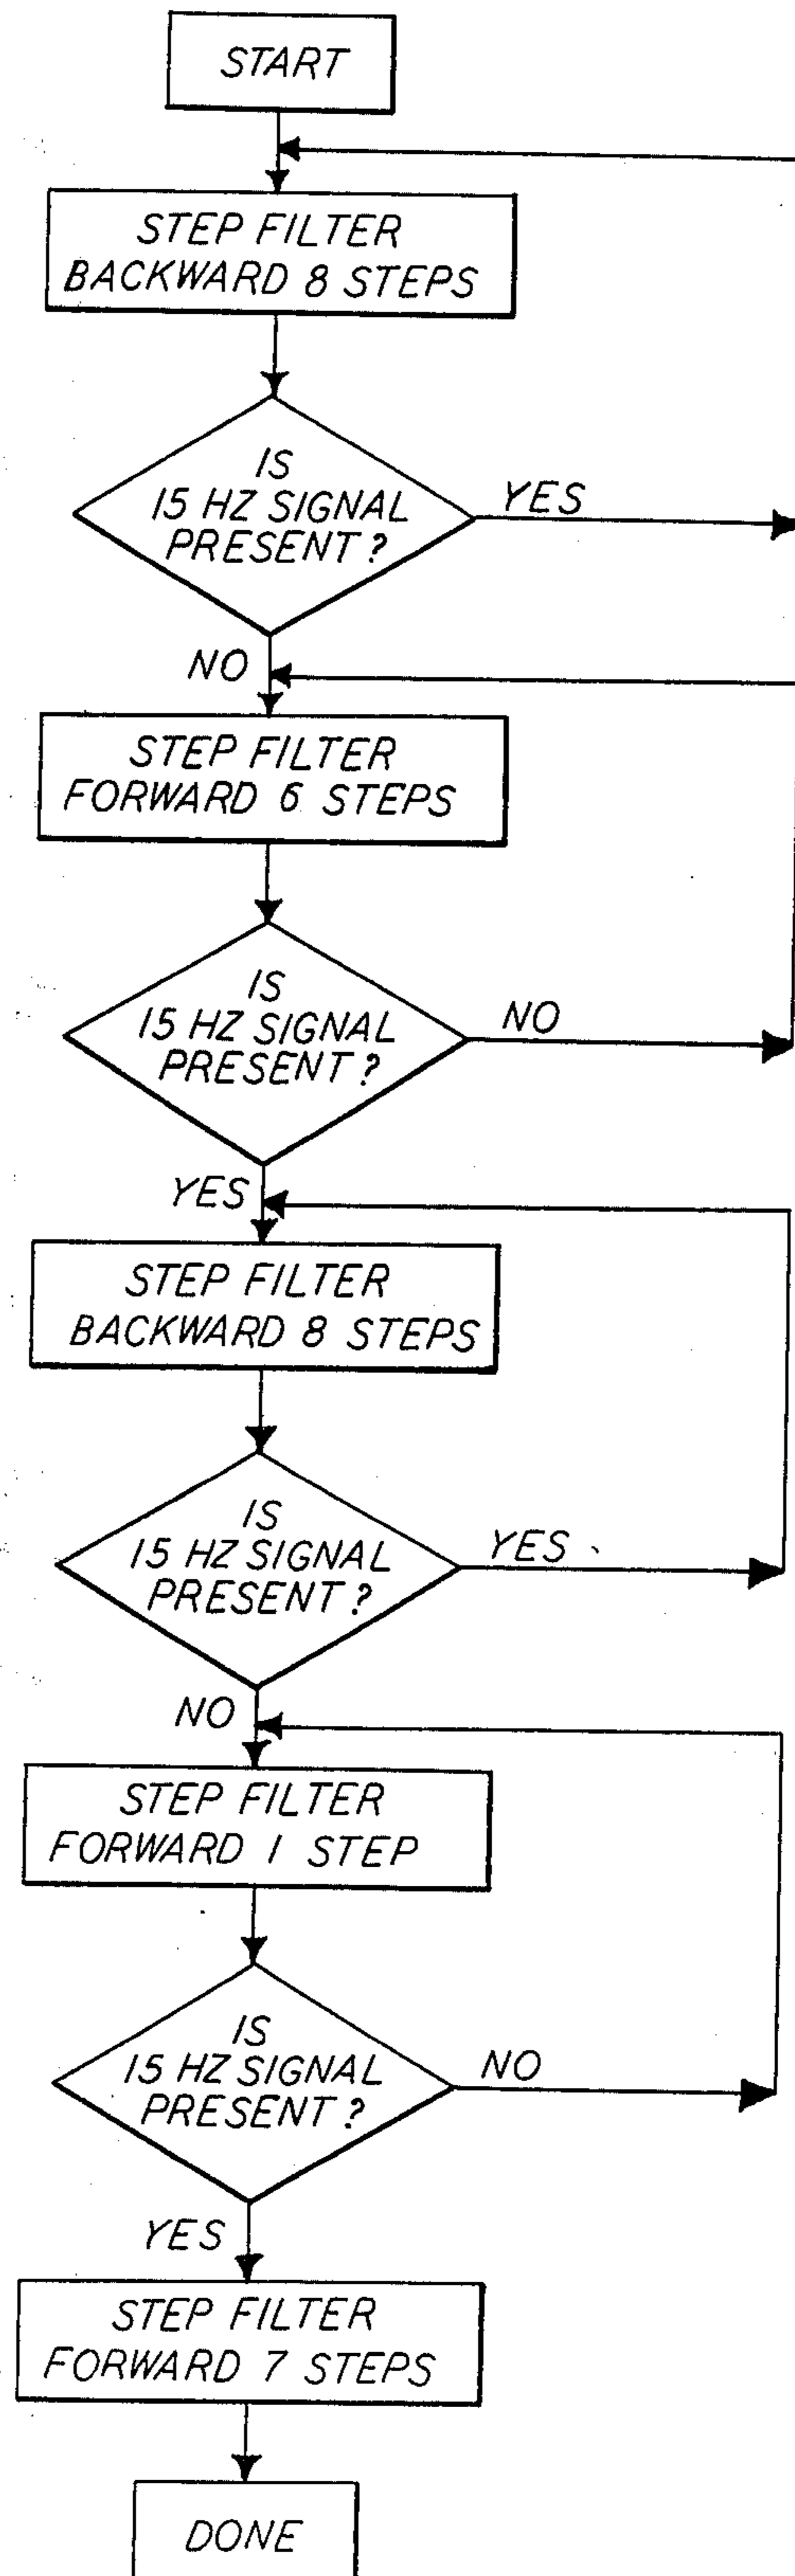 START
STEP FILTER
BACKWARD 8 STEPS
IS
15 HZ SIGNAL
PRESENT?
YES
NO
STEP FILTER
FORWARD 6 STEPS
IS
15 HZ SIGNAL
PRESENT?
NO
YES
STEP FILTER
BACKWARD 8 STEPS
IS
15 HZ SIGNAL
PRESENT?
YES
NO
STEP FILTER
FORWARD 1 STEP
IS
15 HZ SIGNAL
PRESENT?
NO
YES
STEP FILTER
FORWARD 7 STEPS
DONE